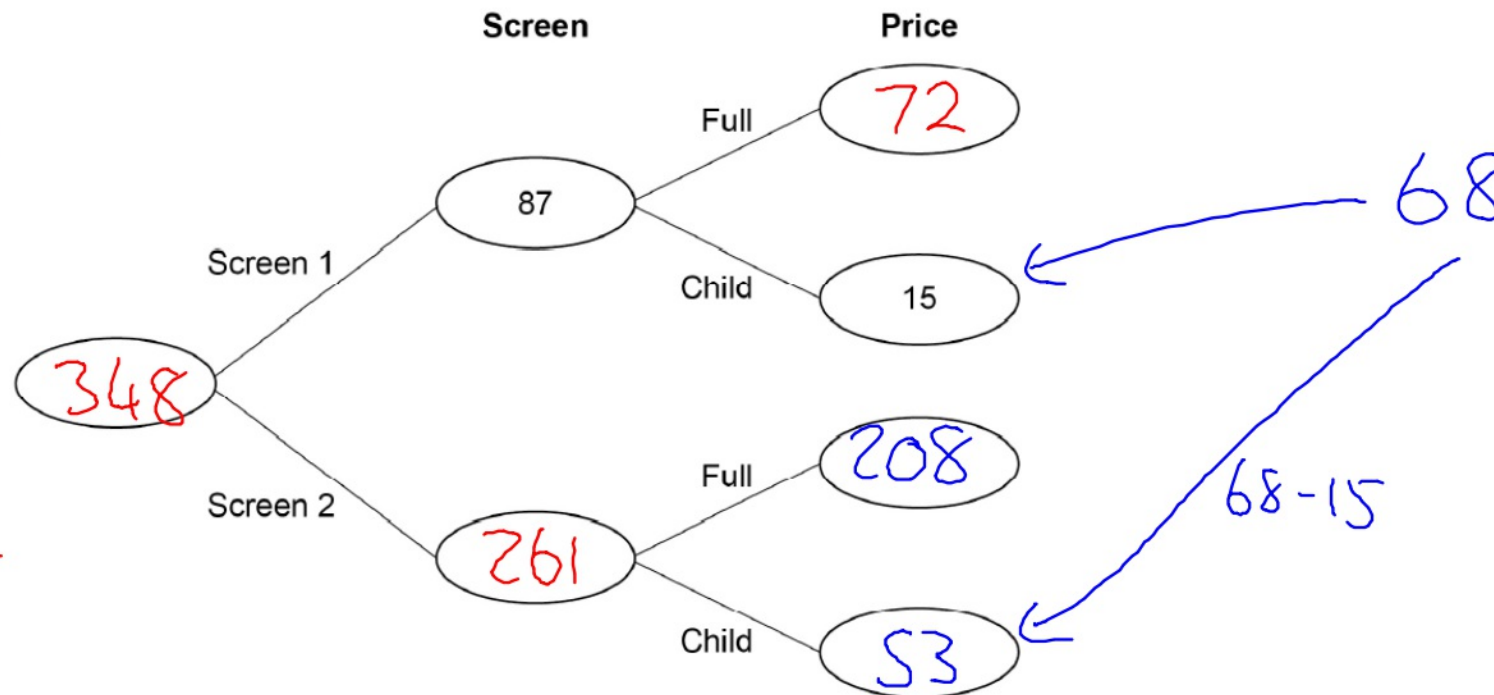 Screen Price
Full 72
87
Screen 1
Child 15
68
348
Full 208
68-15
Screen 2
261
Child 53